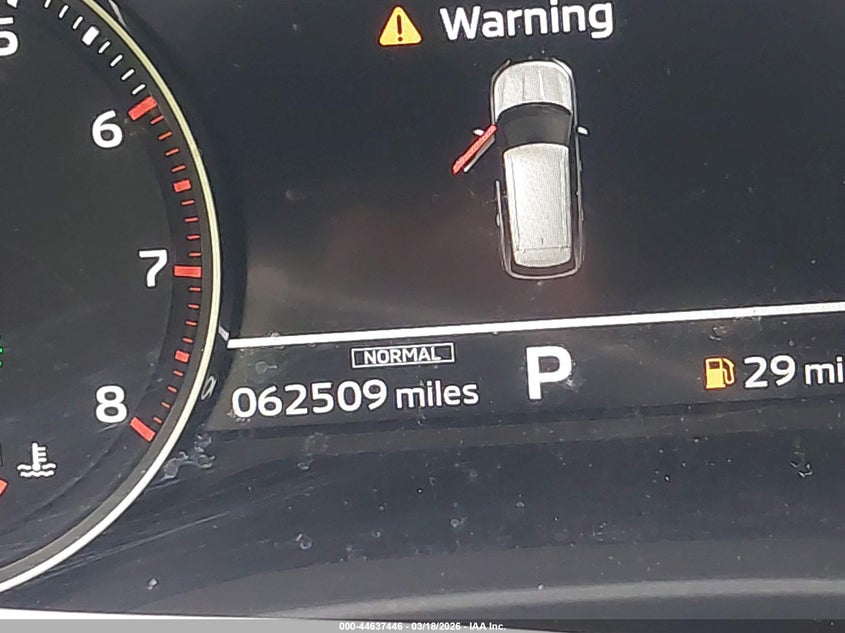 Warning
6
7
8
NORMAL
062509 miles
P
29 mi
000-44637446 - 03/18/2026 - IAA Inc.